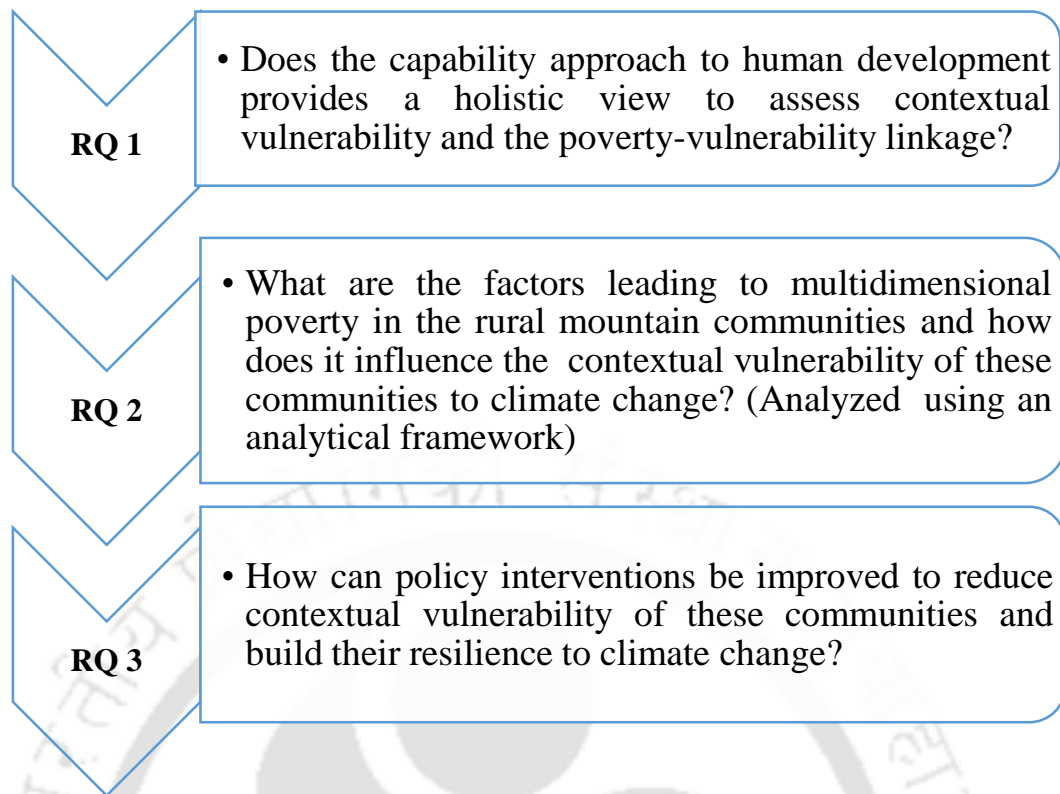 RQ 1
• Does the capability approach to human development
provides a holistic view to assess contextual
vulnerability and the poverty-vulnerability linkage?
RQ 2
• What are the factors leading to multidimensional
poverty in the rural mountain communities and how
does it influence the contextual vulnerability of these
communities to climate change? (Analyzed using an
analytical framework)
RQ 3
• How can policy interventions be improved to reduce
contextual vulnerability of these communities and
build their resilience to climate change?